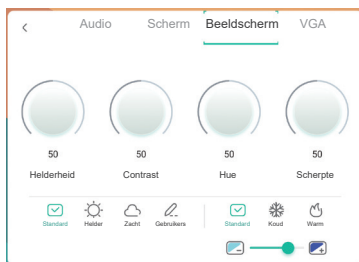 Audio Scherm Beeldscherm VGA
50 50 50 50
Helderheid Contrast Hue Scherpte
Standard Helder Zacht Gebruikers Standard Koud Warm